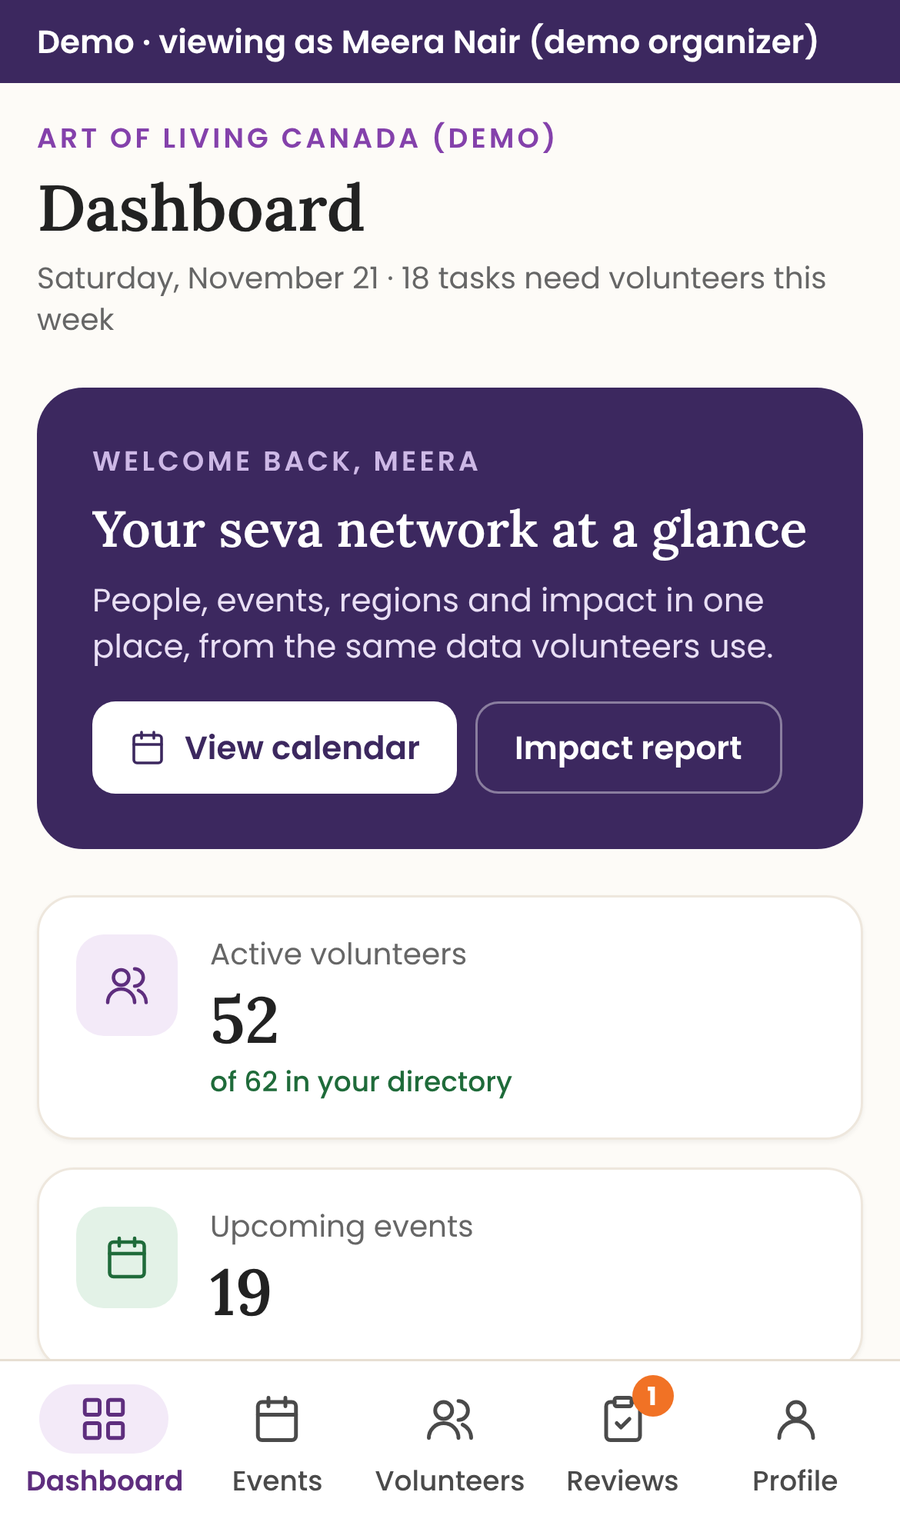 Demo · viewing as Meera Nair (demo organizer)
ART OF LIVING CANADA (DEMO)
Dashboard
Saturday, November 21 · 18 tasks need volunteers this
week
WELCOME BACK, MEERA
Your seva network at a glance
People, events, regions and impact in one
place, from the same data volunteers use.
View calendar
Impact report
Active volunteers
52
of 62 in your directory
Upcoming events
19
1
Dashboard
Events
Volunteers
Reviews
Profile